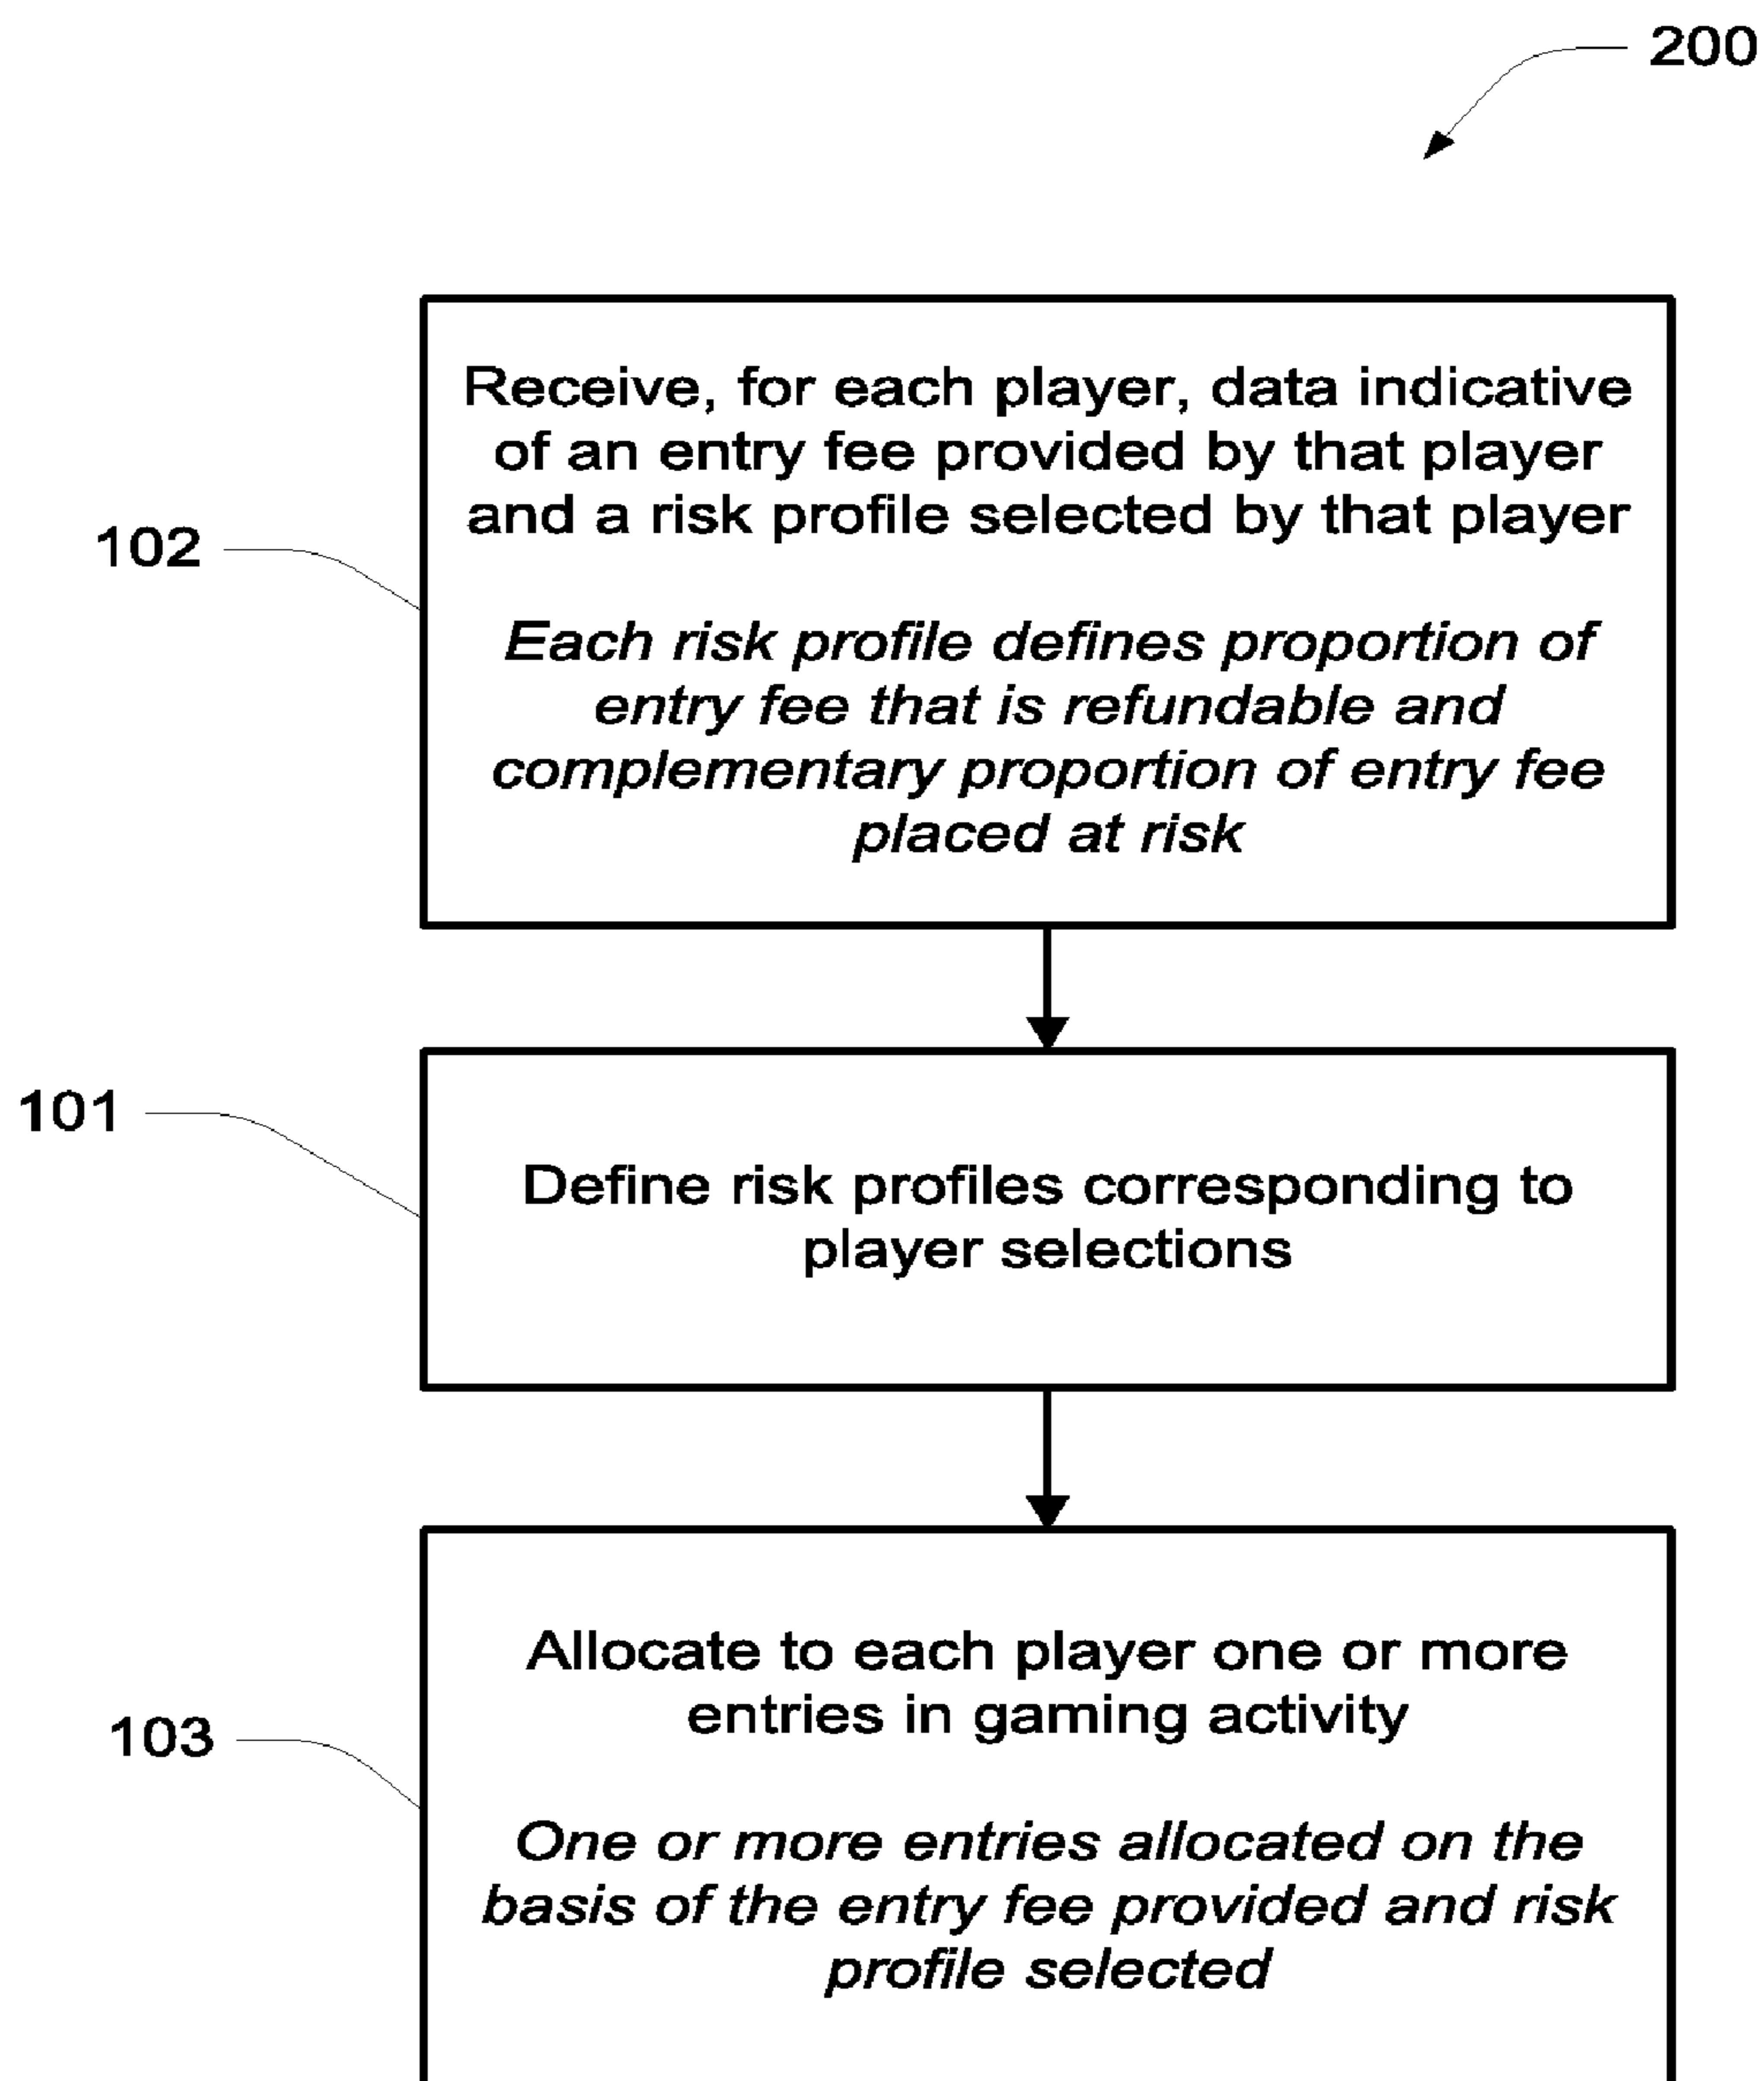 200
Receive, for each player, data indicative
of an entry fee provided by that player
and a risk profile selected by that player
102
Each risk profile defines proportion of
entry fee that is refundable and
complementary proportion of entry fee
placed at risk
101
Define risk profiles corresponding to
player selections
Allocate to each player one or more
entries in gaming activity
103
One or more entries allocated on the
basis of the entry fee provided and risk
profile selected